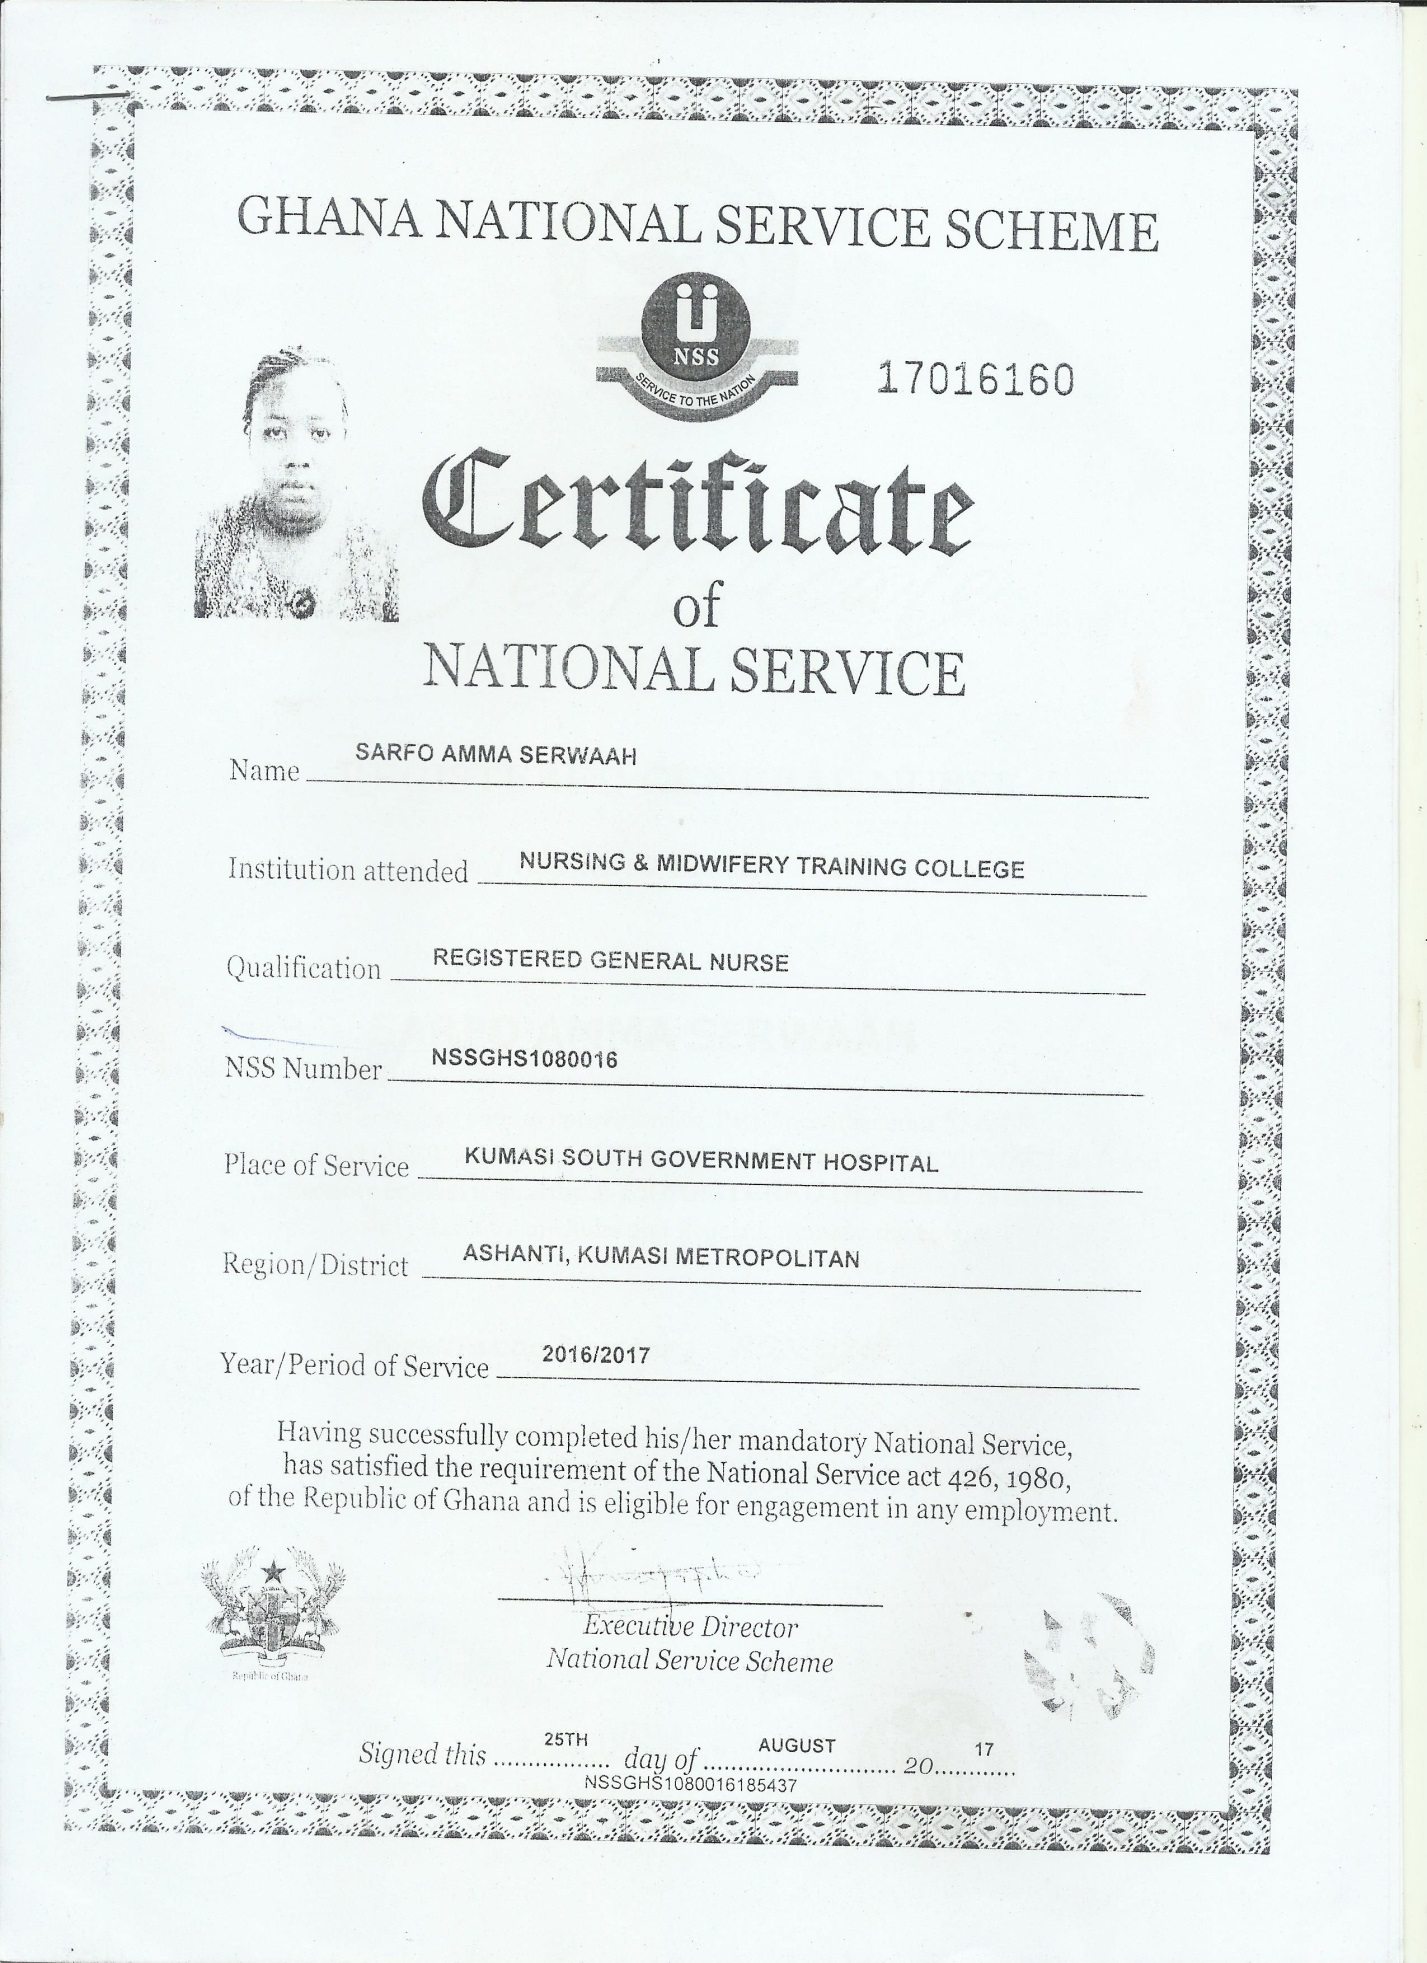 GHANA NATIONAL SERVICE SCHEME
NSS
SERVICE TO THE NATION
17016160
Certificate
of
NATIONAL SERVICE
Name SARFO AMMA SERWAAH
Institution attended NURSING & MIDWIFERY TRAINING COLLEGE
Qualification REGISTERED GENERAL NURSE
NSS Number NSSGHS1080016
Place of Service KUMASI SOUTH GOVERNMENT HOSPITAL
Region/District ASHANTI, KUMASI METROPOLITAN
Year/Period of Service 2016/2017
Having successfully completed his/her mandatory National Service,
has satisfied the requirement of the National Service act 426, 1980,
of the Republic of Ghana and is eligible for engagement in any employment.
Republic of Ghana
Executive Director
National Service Scheme
Signed this 25TH day of AUGUST 20 17
NSSGHS1080016185437